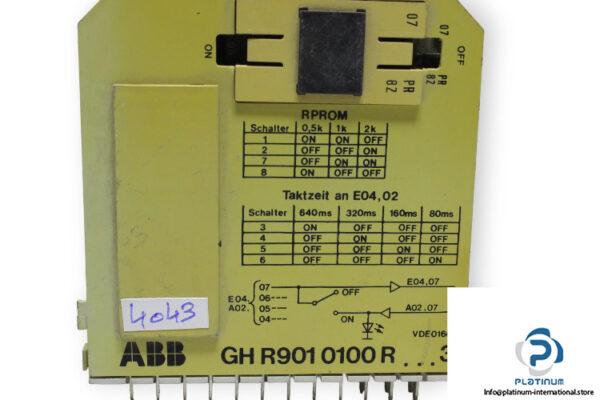 07 07
ON OFF
PR 82 PR 82
RPROM
Schalter 0,5k 1k 2k
1 ON ON OFF
2 OFF OFF ON
7 OFF ON ON
8 ON OFF OFF
Taktzeit an E04,02
Schalter 640ms 320ms 160ms 80ms
3 ON OFF OFF OFF
4 OFF ON OFF OFF
5 OFF OFF ON OFF
6 OFF OFF OFF ON
07 E04,07
E04. 06 OFF
A02. 05 A02.07
04 ON
VDE016
4043
ABB GH R901 0100 R ...3
PLATINUM
Info@platinum-international.store